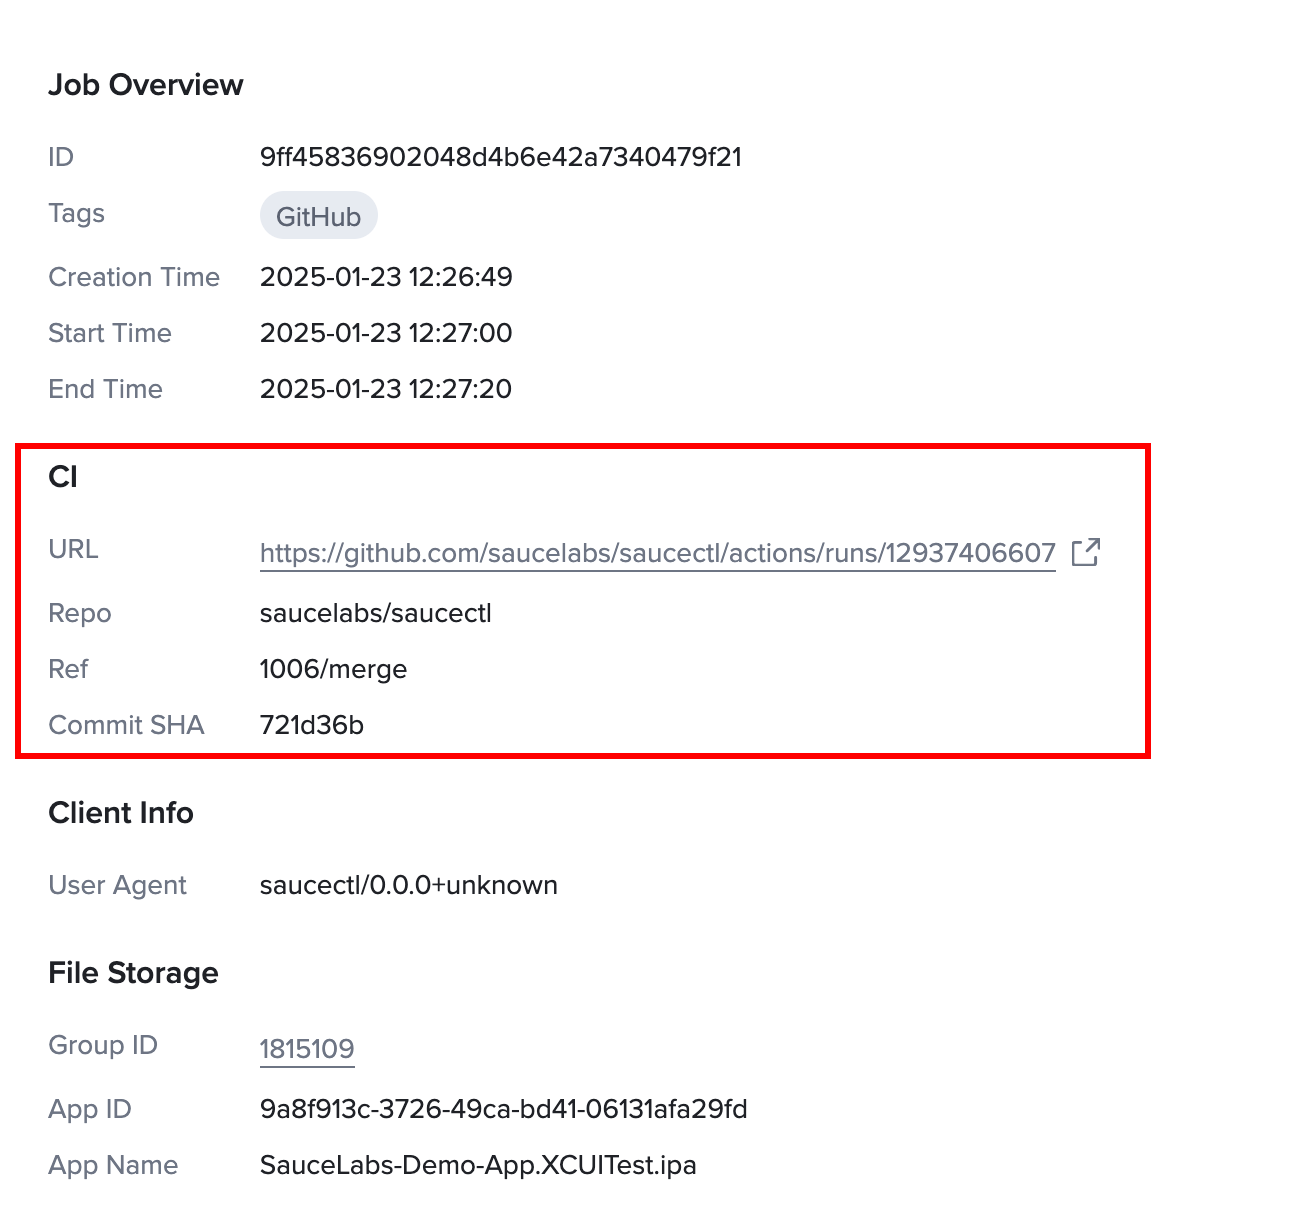 Job Overview
ID 9ff45836902048d4b6e42a7340479f21
Tags GitHub
Creation Time 2025-01-23 12:26:49
Start Time 2025-01-23 12:27:00
End Time 2025-01-23 12:27:20
CI
URL https://github.com/saucelabs/saucectl/actions/runs/12937406607
Repo saucelabs/saucectl
Ref 1006/merge
Commit SHA 721d36b
Client Info
User Agent saucectl/0.0.0+unknown
File Storage
Group ID 1815109
App ID 9a8f913c-3726-49ca-bd41-06131afa29fd
App Name SauceLabs-Demo-App.XCUITest.ipa